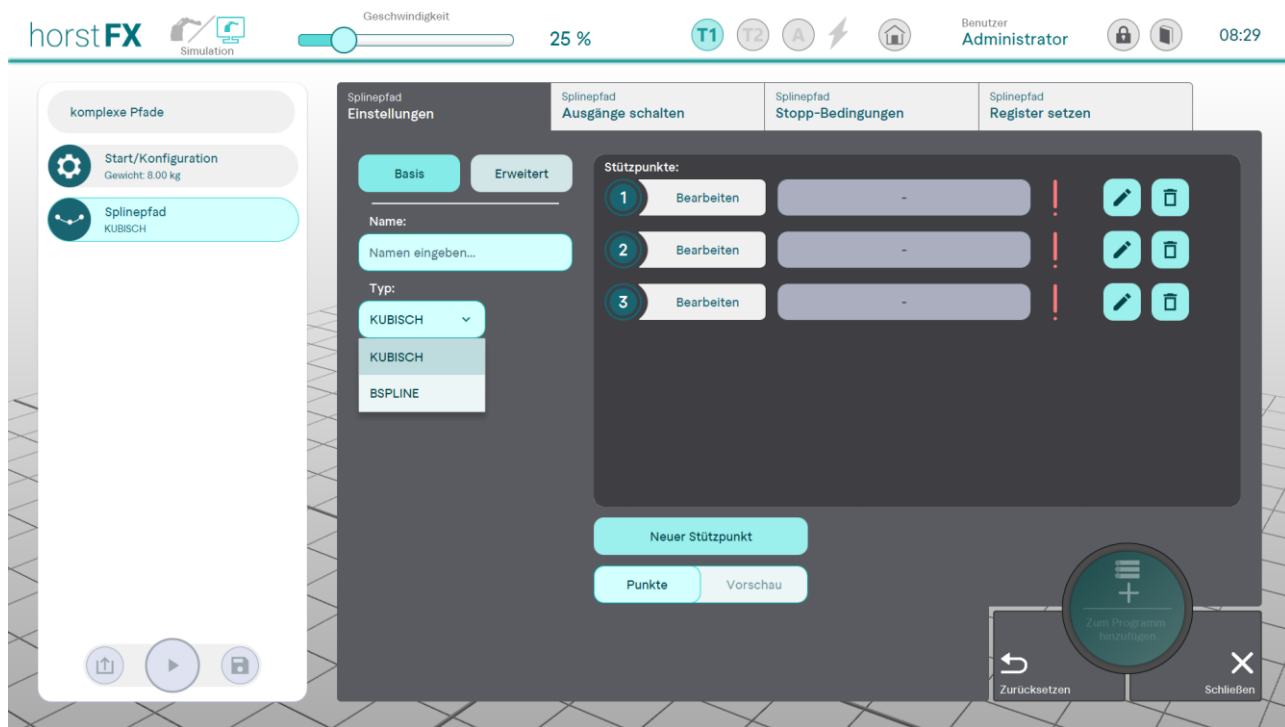 horstFX
Simulation
Geschwindigkeit
25 %
T1
T2
A
Benutzer
Administrator
08:29
komplexe Pfade
Start/Konfiguration
Gewicht: 8.00 kg
Splinepfad
KUBISCH
Splinepfad
Einstellungen
Splinepfad
Ausgänge schalten
Splinepfad
Stopp-Bedingungen
Splinepfad
Register setzen
Basis
Erweitert
Name:
Namen eingeben...
Typ:
KUBISCH
KUBISCH
BSPLINE
Stützpunkte:
1 Bearbeiten -
2 Bearbeiten -
3 Bearbeiten -
Neuer Stützpunkt
Punkte
Vorschau
Zum Programm
hinzufügen
Zurücksetzen
Schließen